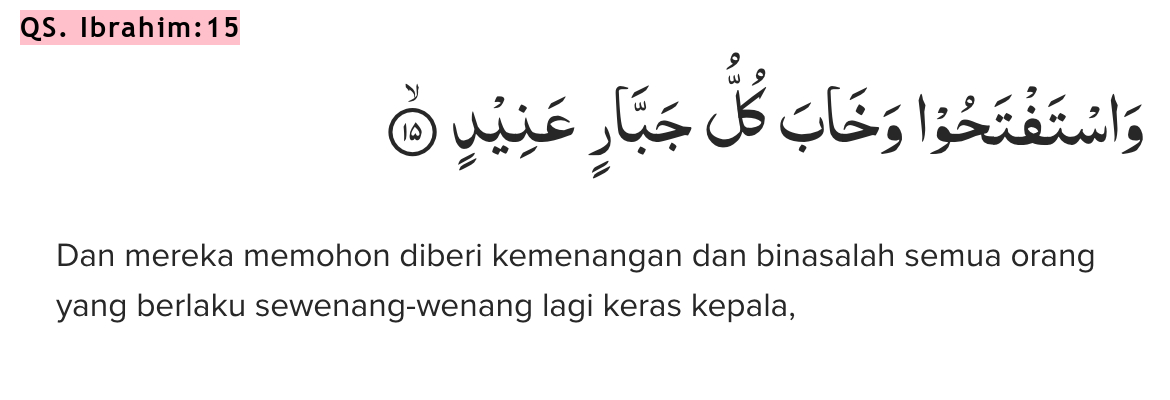 QS. Ibrahim:15
وَاسْتَفْتَحُوْا وَخَابَ كُلُّ جَبَّارٍ عَنِيْدٍ ۙ ١٥
Dan mereka memohon diberi kemenangan dan binasalah semua orang
yang berlaku sewenang-wenang lagi keras kepala,